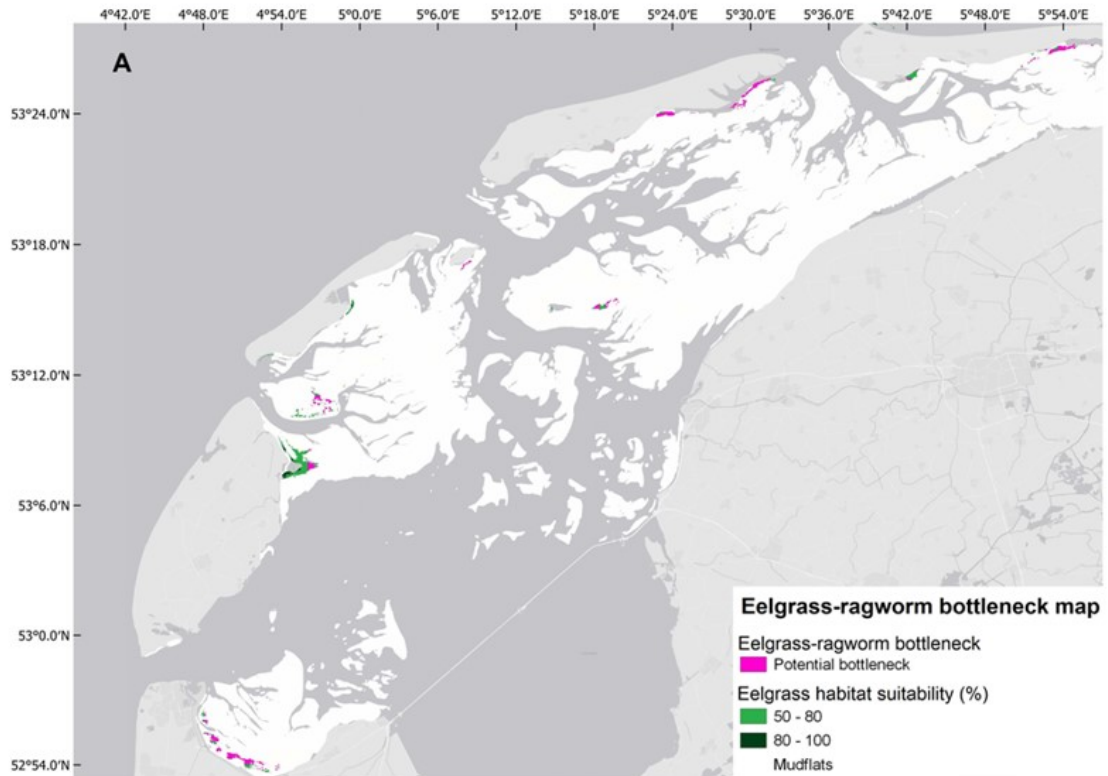 4°42.0'E 4°48.0'E 4°54.0'E 5°0.0'E 5°6.0'E 5°12.0'E 5°18.0'E 5°24.0'E 5°30.0'E 5°36.0'E 5°42.0'E 5°48.0'E 5°54.0'E
A
53°24.0'N
53°18.0'N
53°12.0'N
53°6.0'N
53°0.0'N
52°54.0'N
Eelgrass-ragworm bottleneck map
Eelgrass-ragworm bottleneck
Potential bottleneck
Eelgrass habitat suitability (%)
50 - 80
80 - 100
Mudflats